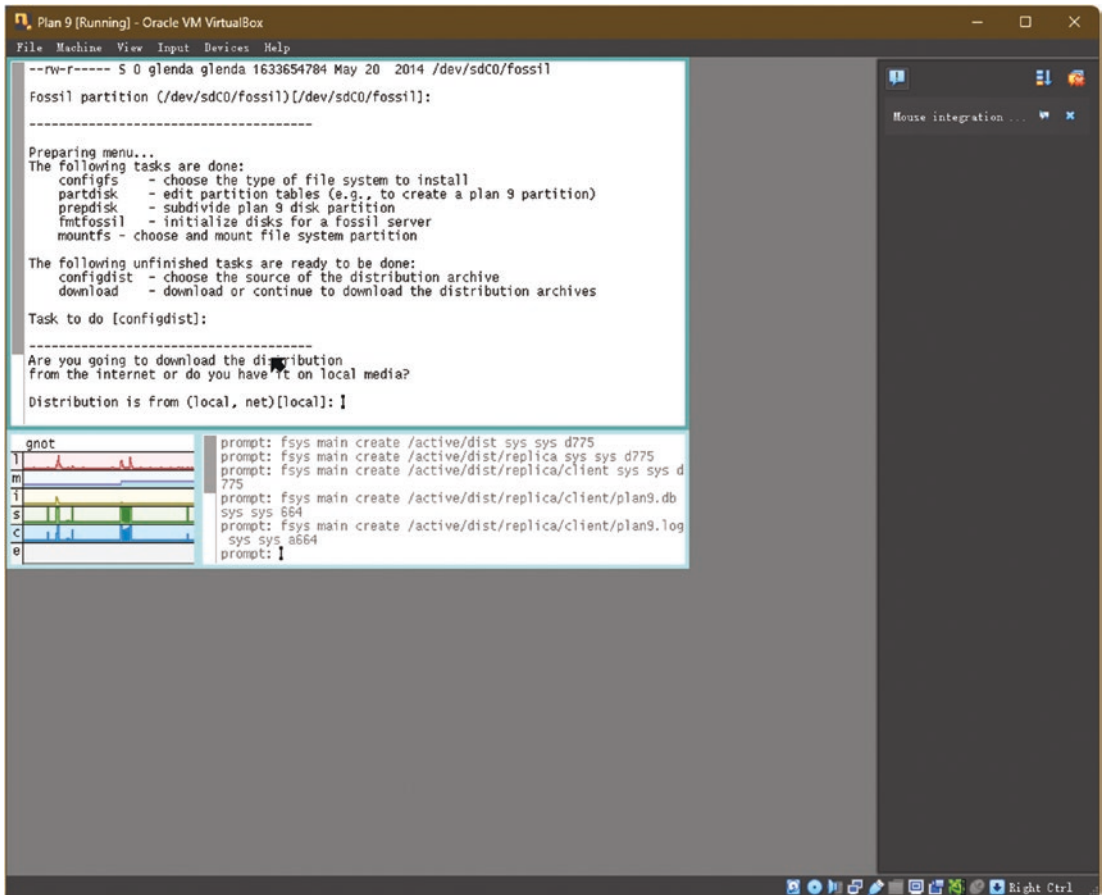 Plan 9 [Running] - Oracle VM VirtualBox
File Machine View Input Devices Help
--rw-r----- S 0 glenda glenda 1633654784 May 20 2014 /dev/sdC0/fossil
Fossil partition (/dev/sdC0/fossil)[/dev/sdC0/fossil]:
--------------------------------------
Preparing menu...
The following tasks are done:
configfs - choose the type of file system to install
partdisk - edit partition tables (e.g., to create a plan 9 partition)
prepdisk - subdivide plan 9 disk partition
fmtfossil - initialize disks for a fossil server
mountfs - choose and mount file system partition
The following unfinished tasks are ready to be done:
configdist - choose the source of the distribution archive
download - download or continue to download the distribution archives
Task to do [configdist]:
--------------------------------------
Are you going to download the distribution
from the internet or do you have it on local media?
Distribution is from (local, net)[local]:
gnot
l
m
i
s
c
e
prompt: fsys main create /active/dist sys sys d775
prompt: fsys main create /active/dist/replica sys sys d775
prompt: fsys main create /active/dist/replica/client sys sys d
775
prompt: fsys main create /active/dist/replica/client/plan9.db
sys sys 664
prompt: fsys main create /active/dist/replica/client/plan9.log
sys sys a664
prompt:
Mouse integration ...
Right Ctrl